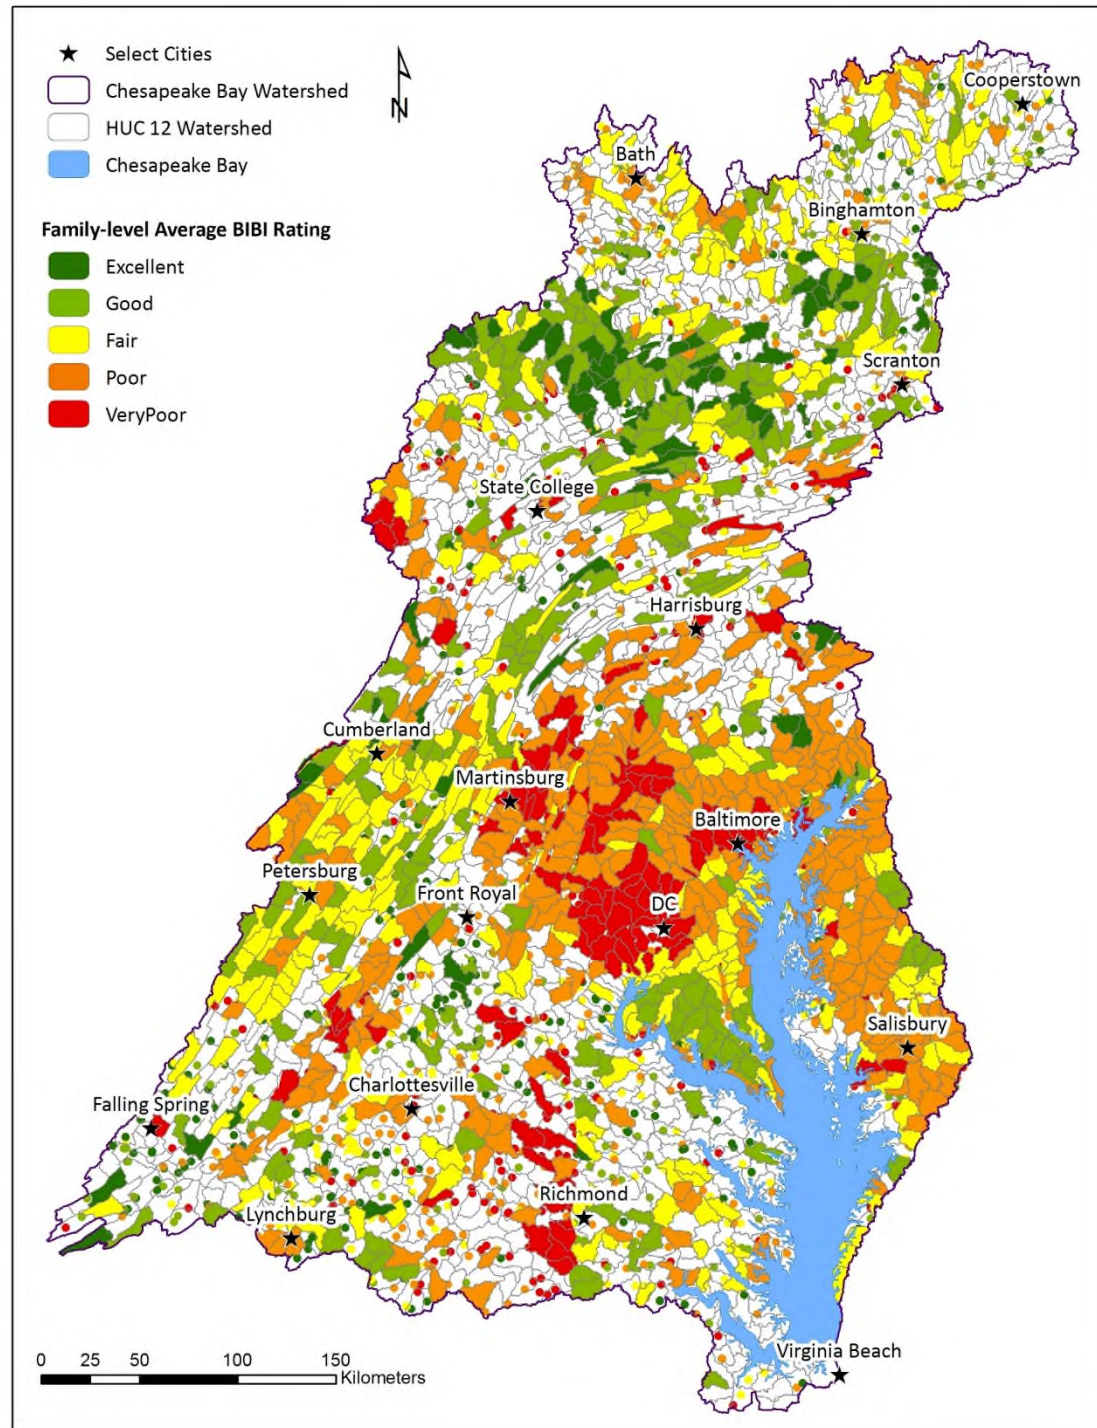 Select Cities
Chesapeake Bay Watershed
HUC 12 Watershed
Chesapeake Bay
N
Family-level Average BIBI Rating
Excellent
Good
Fair
Poor
VeryPoor
Cooperstown
Bath
Binghamton
Scranton
State College
Harrisburg
Cumberland
Martinsburg
Baltimore
Petersburg
Front Royal
DC
Salisbury
Charlottesville
Falling Spring
Richmond
Lynchburg
Virginia Beach
0 25 50 100 150
Kilometers